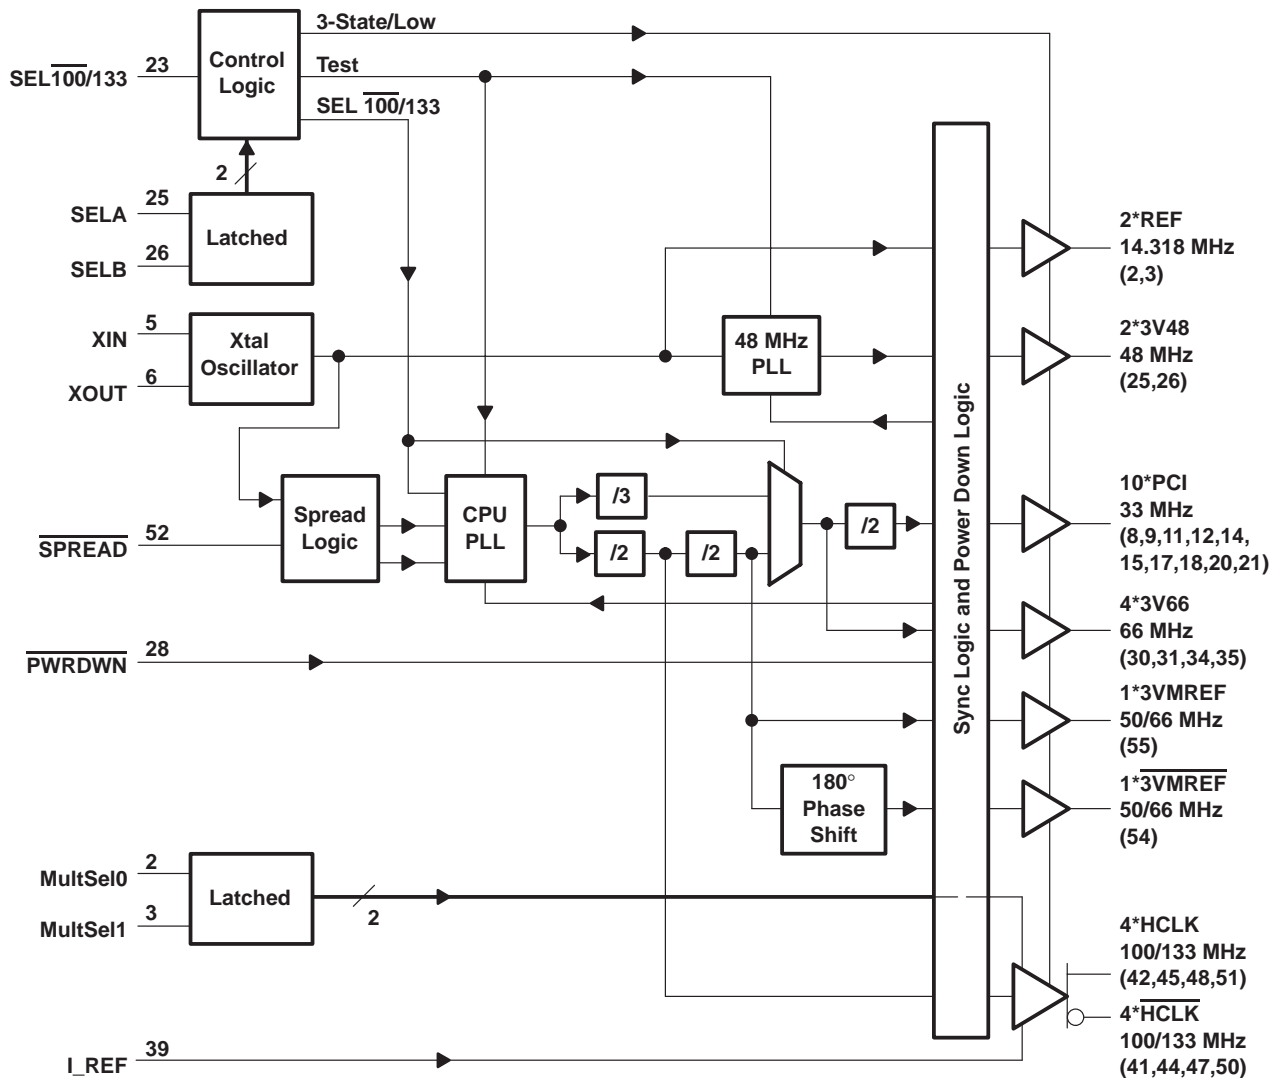 3-State/Low
SEL100/133
23
Control
Logic
Test
SEL 100/133
2
SELA
25
SELB
26
Latched
XIN
5
XOUT
6
Xtal
Oscillator
48 MHz
PLL
SPREAD
52
Spread
Logic
CPU
PLL
/3
/2
/2
/2
PWRDWN
28
180°
Phase
Shift
MultSel0
2
MultSel1
3
Latched
2
I_REF
39
Sync Logic and Power Down Logic
2*REF
14.318 MHz
(2,3)
2*3V48
48 MHz
(25,26)
10*PCI
33 MHz
(8,9,11,12,14,
15,17,18,20,21)
4*3V66
66 MHz
(30,31,34,35)
1*3VMREF
50/66 MHz
(55)
1*3VMREF
50/66 MHz
(54)
4*HCLK
100/133 MHz
(42,45,48,51)
4*HCLK
100/133 MHz
(41,44,47,50)